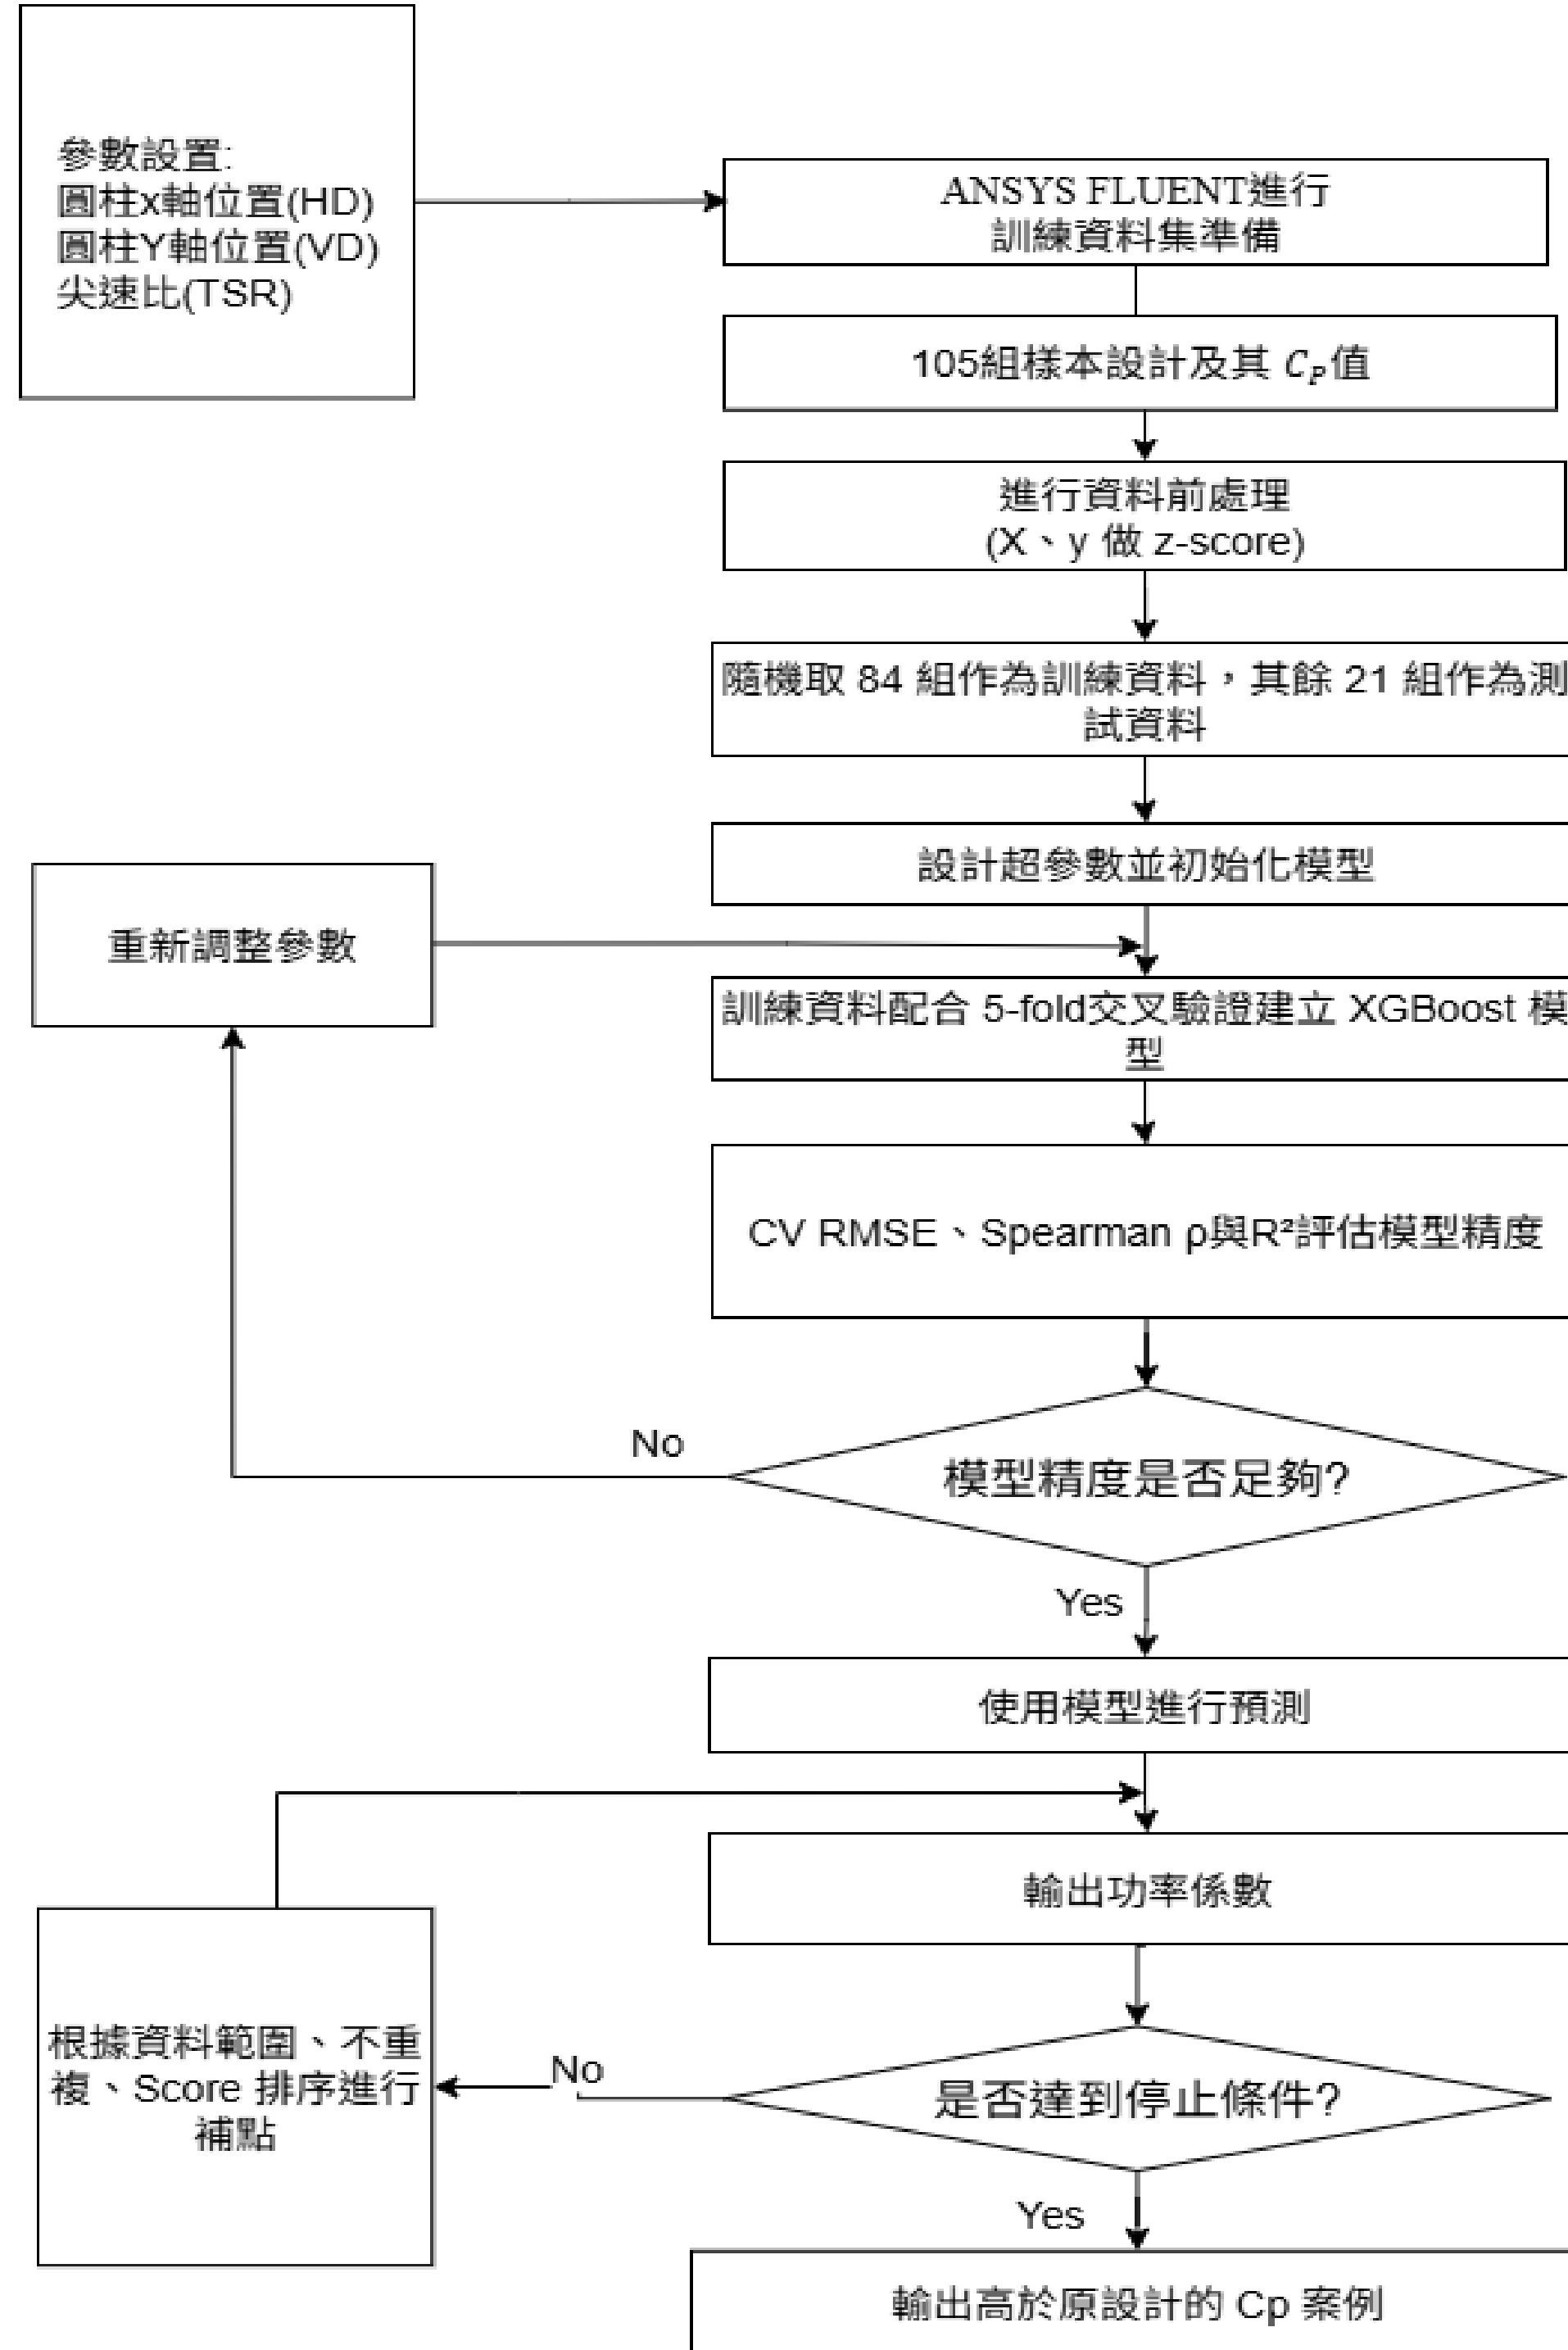 參數設置:
圓柱x軸位置(HD)
圓柱Y軸位置(VD)
尖速比(TSR)
ANSYS FLUENT進行
訓練資料集準備
105組樣本設計及其 C_P值
進行資料前處理
(X、y 做 z-score)
隨機取 84 組作為訓練資料，其餘 21 組作為測
試資料
設計超參數並初始化模型
重新調整參數
訓練資料配合 5-fold交叉驗證建立 XGBoost 模
型
CV RMSE、Spearman ρ與R²評估模型精度
No
模型精度是否足夠?
Yes
使用模型進行預測
輸出功率係數
根據資料範圍、不重
複、Score 排序進行
補點
No
是否達到停止條件?
Yes
輸出高於原設計的 Cp 案例